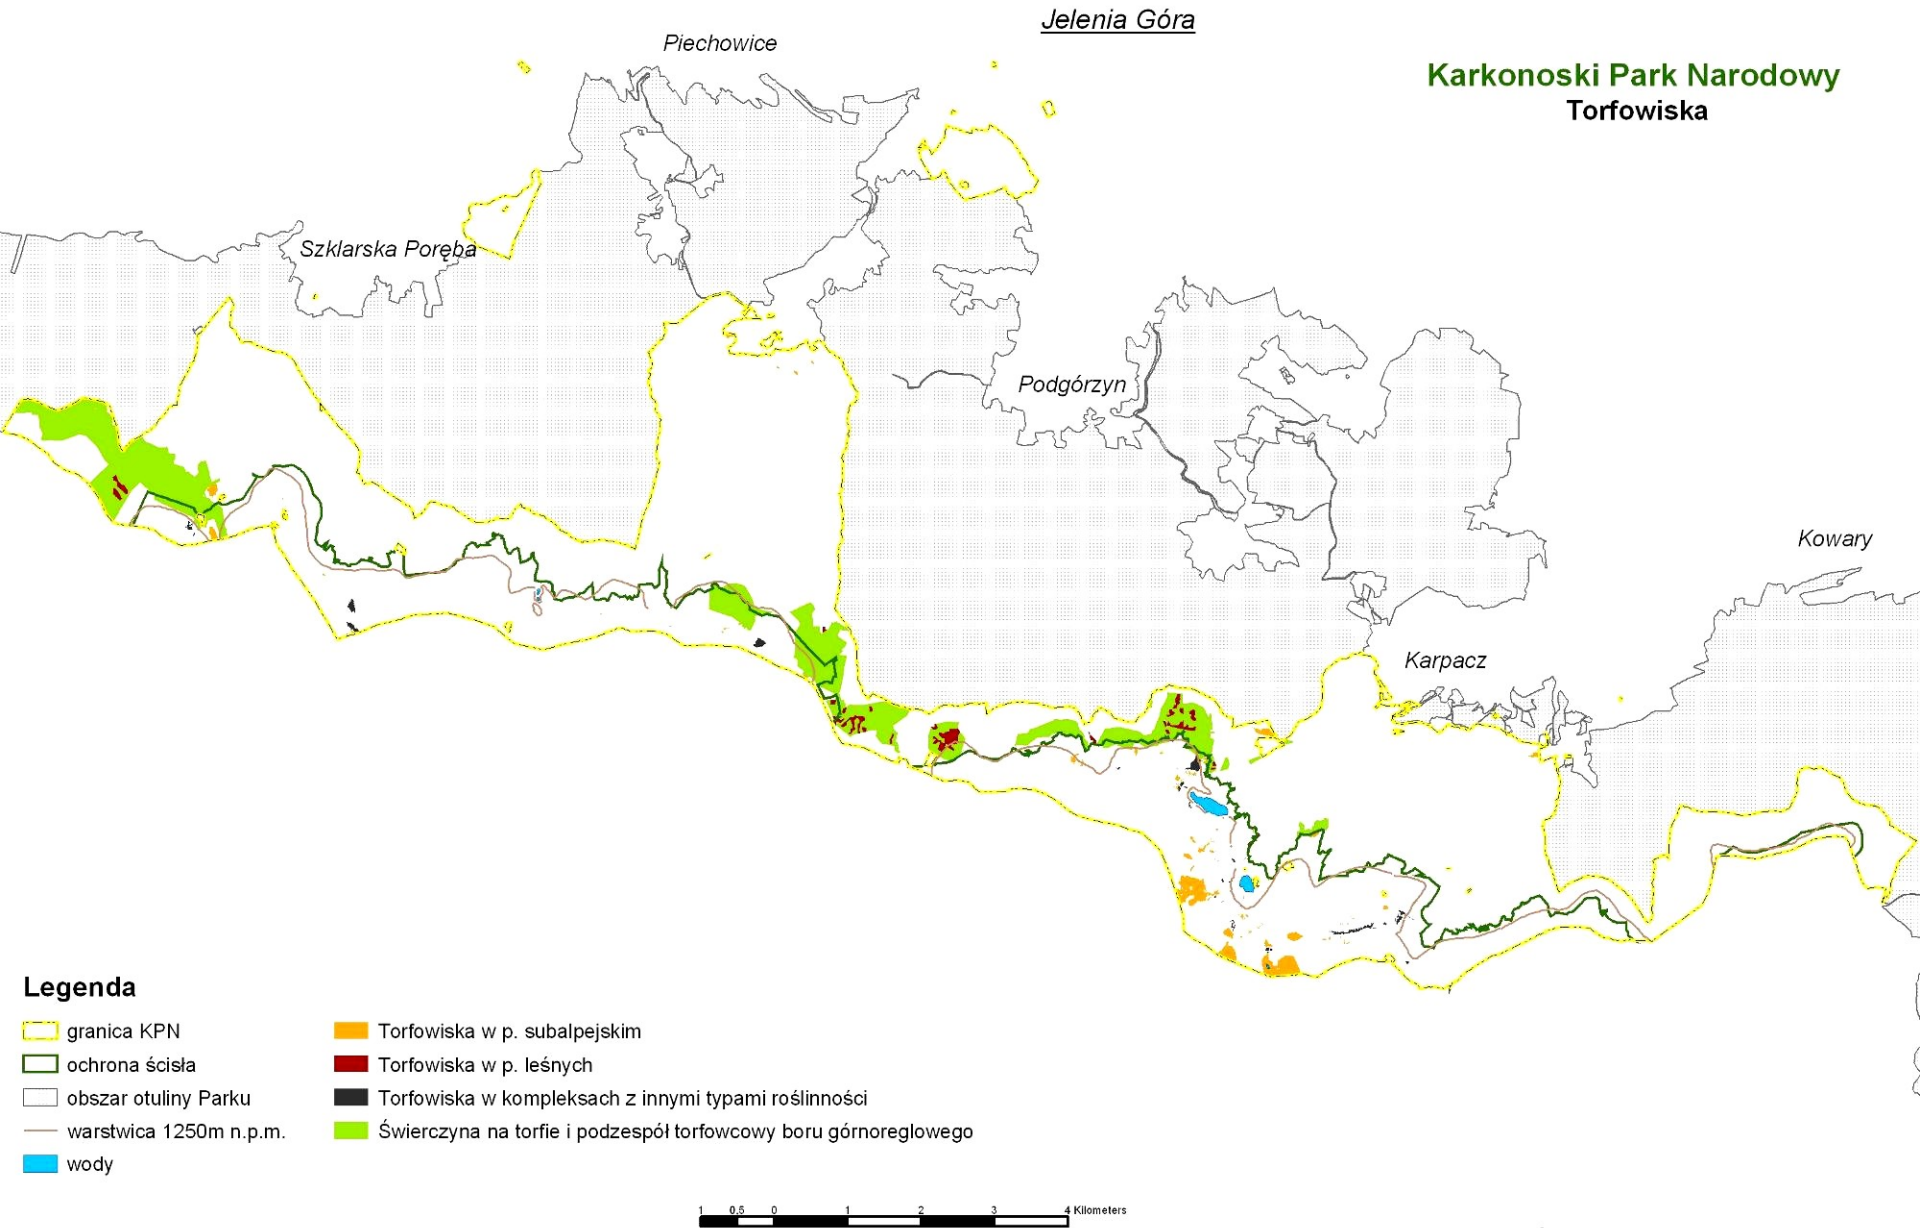 Jelenia Góra
Piechowice
Karkonoski Park Narodowy
Torfowiska
Szklarska Poręba
Podgórzyn
Kowary
Karpacz
Legenda
granica KPN
ochrona ścisła
obszar otuliny Parku
warstwica 1250m n.p.m.
wody
Torfowiska w p. subalpejskim
Torfowiska w p. leśnych
Torfowiska w kompleksach z innymi typami roślinności
Świerczyna na torfie i podzespół torfowcowy boru górnoreglowego
1 0.5 0 1 2 3 4 Kilometers